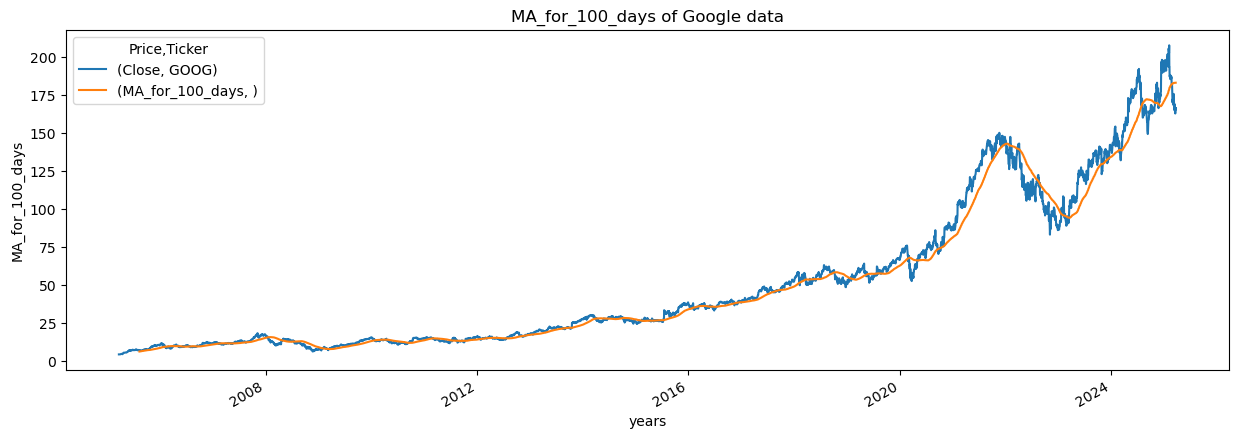 MA_for_100_days of Google data
Price,Ticker
(Close, GOOG)
(MA_for_100_days, )
MA_for_100_days
200
175
150
125
100
75
50
25
0
2008
2012
2016
2020
2024
years